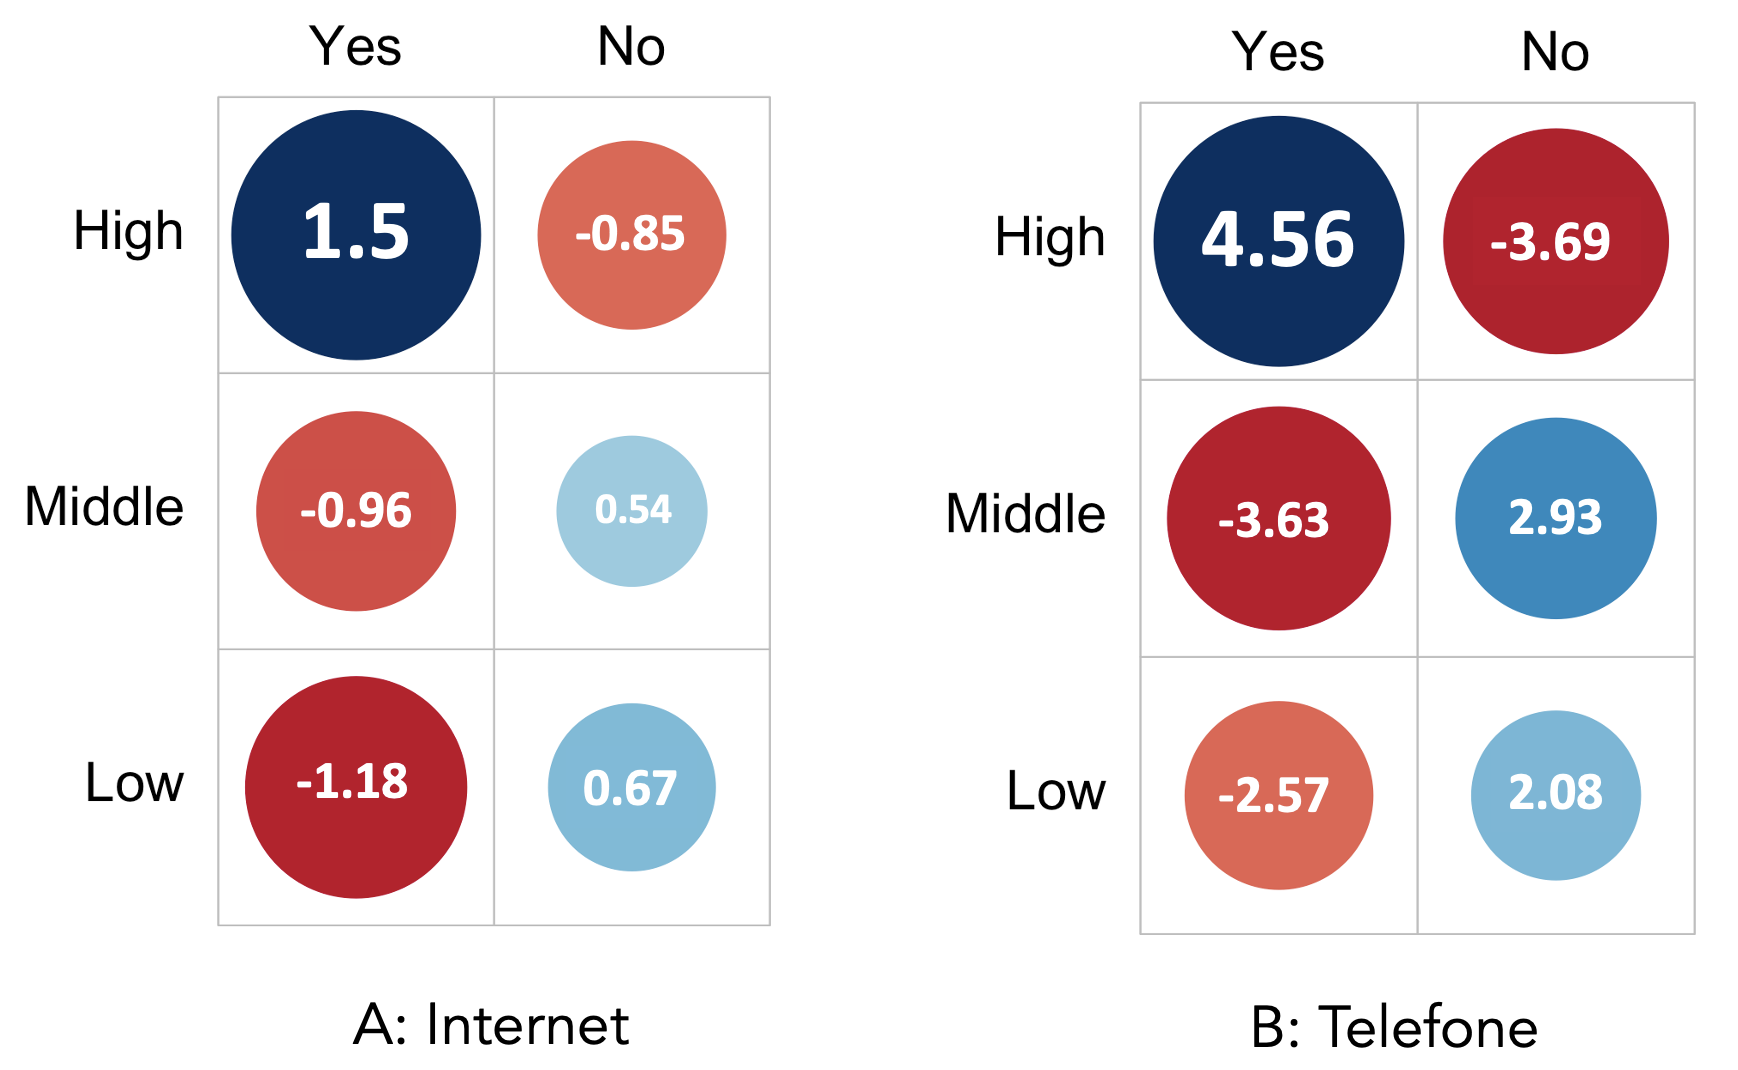 Yes No
High 1.5 -0.85
Middle -0.96 0.54
Low -1.18 0.67
A: Internet
Yes No
High 4.56 -3.69
Middle -3.63 2.93
Low -2.57 2.08
B: Telefone